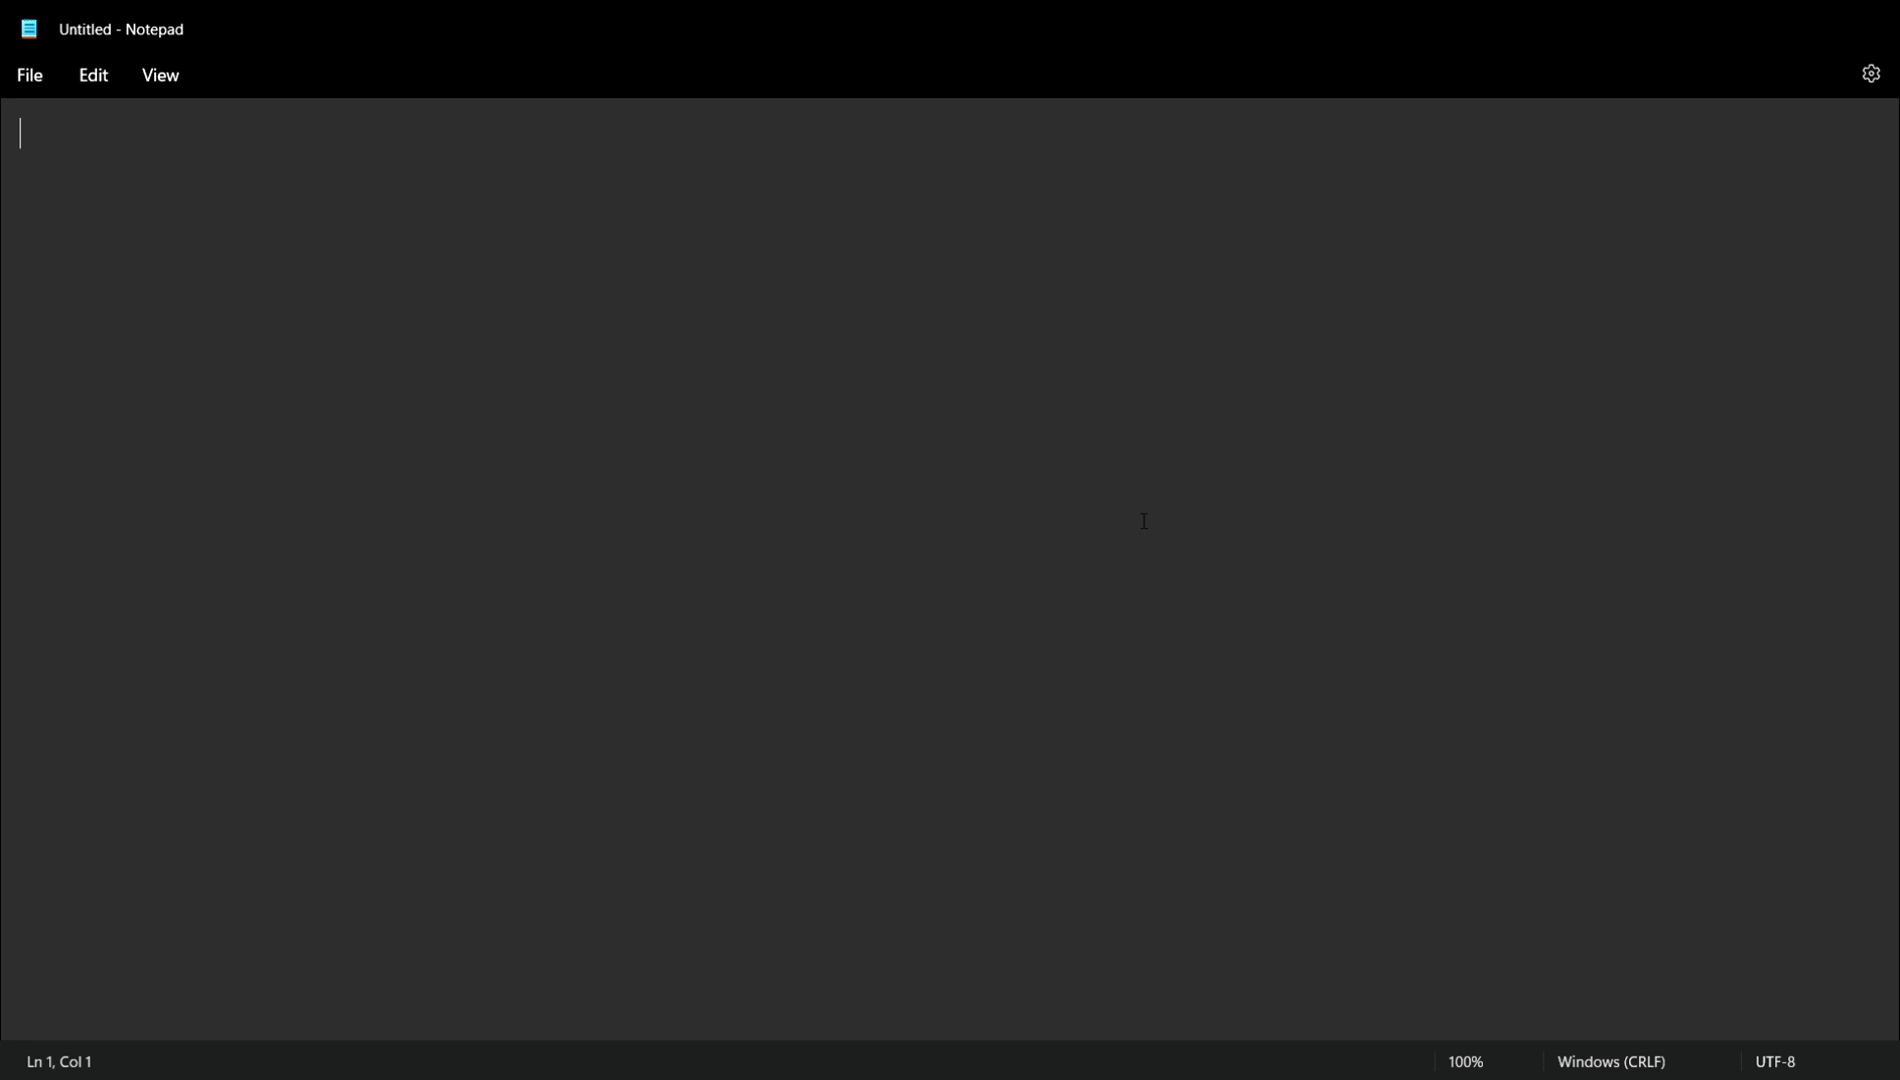 Untitled - Notepad
File Edit View
Ln 1, Col 1 100% Windows (CRLF) UTF-8